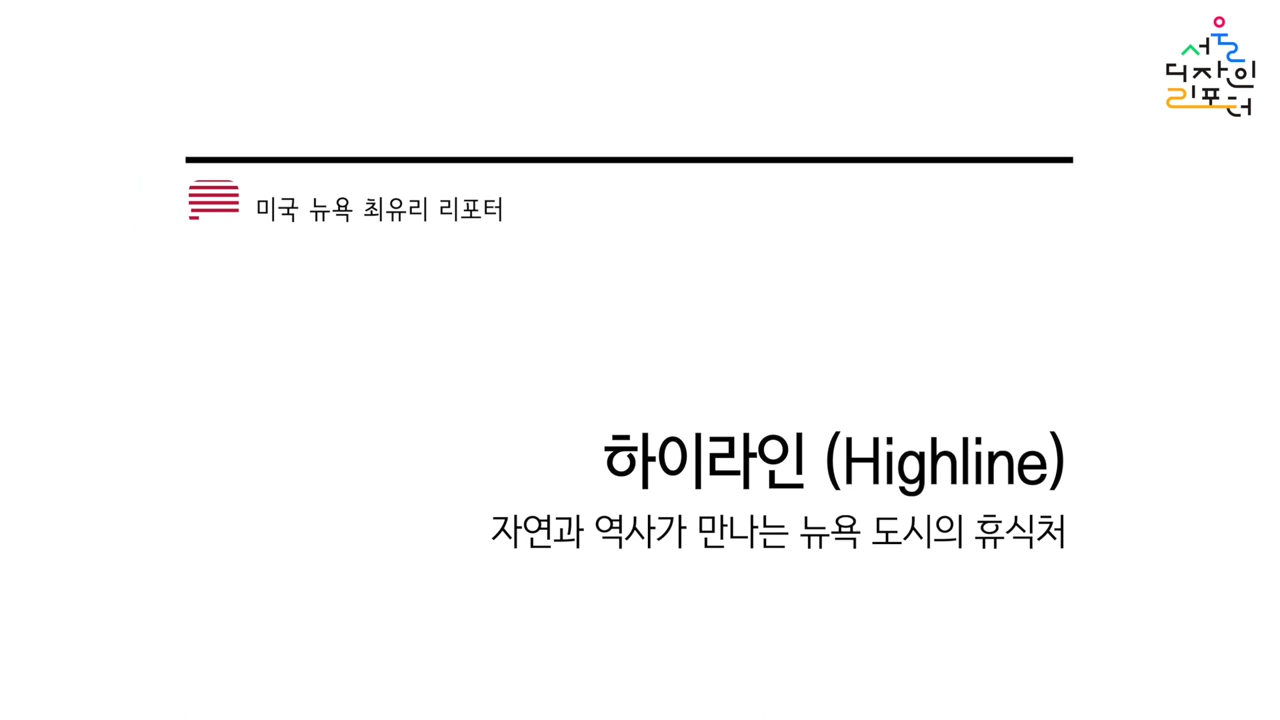 서울
디자인
리포터
미국 뉴욕 최유리 리포터
하이라인 (Highline)
자연과 역사가 만나는 뉴욕 도시의 휴식처